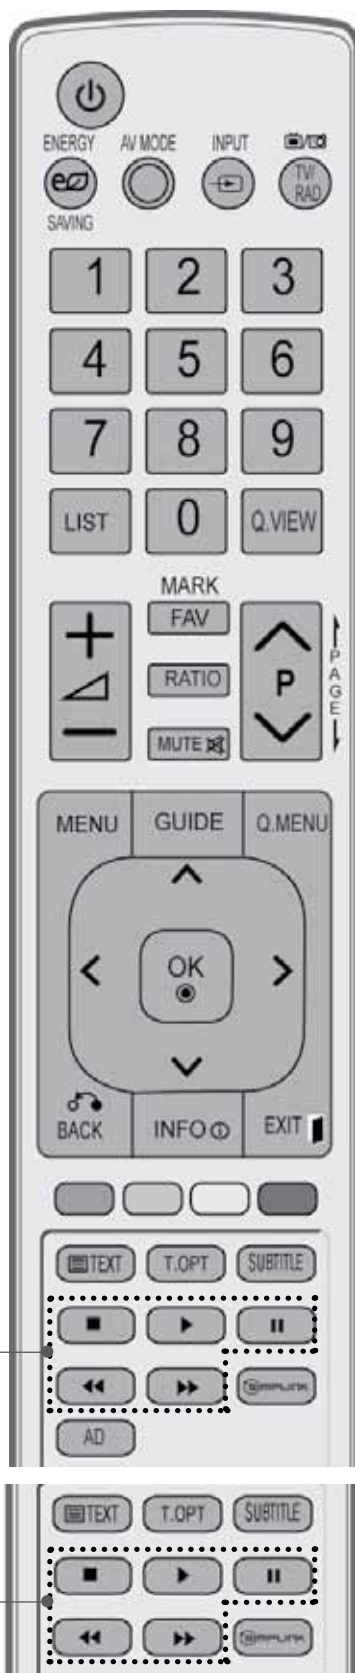 ENERGY AV MODE INPUT
TV/
RAD
SAVING
1 2 3
4 5 6
7 8 9
LIST 0 Q.VIEW
MARK
FAV
RATIO
P
PAGE
MUTE
MENU GUIDE Q.MENU
OK
BACK INFO EXIT
TEXT T.OPT SUBTITLE
SIMPLINK
AD
TEXT T.OPT SUBTITLE
SIMPLINK